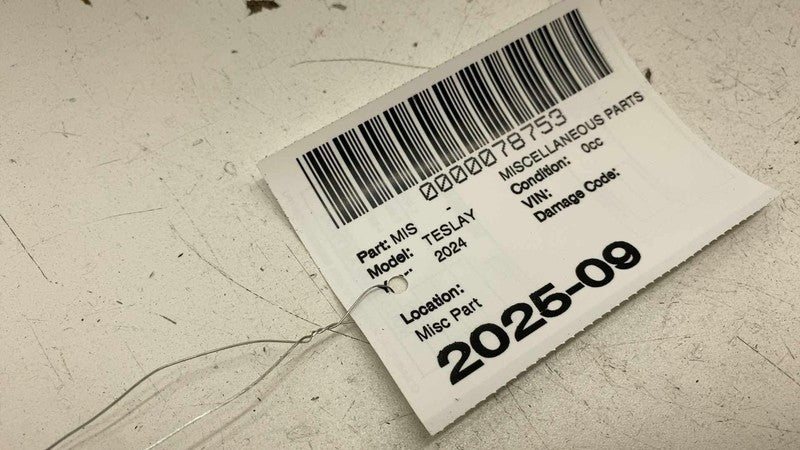 0000078753
MISCELLANEOUS PARTS
Part: MIS -
Condition: 0cc
Model: TESLAY
VIN:
2024
Damage Code:
Location:
Misc Part
2025-09